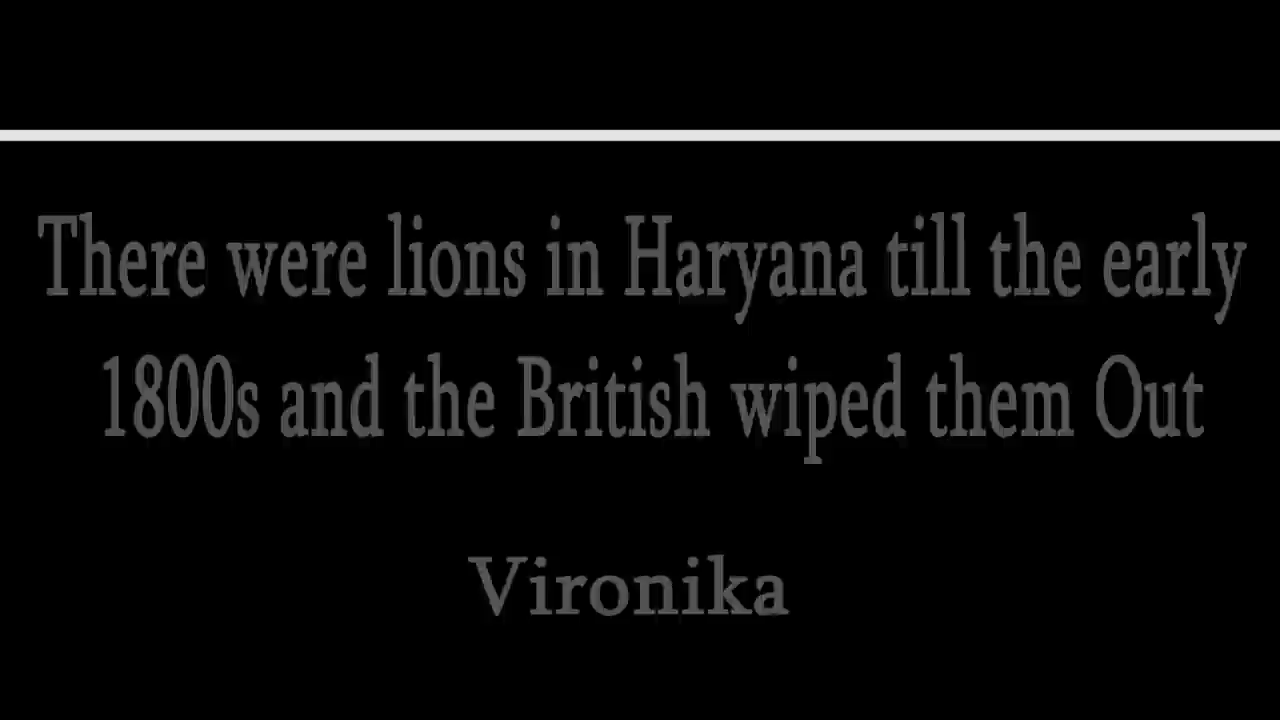 There were lions in Haryana till the early
1800s and the British wiped them Out
Vironika